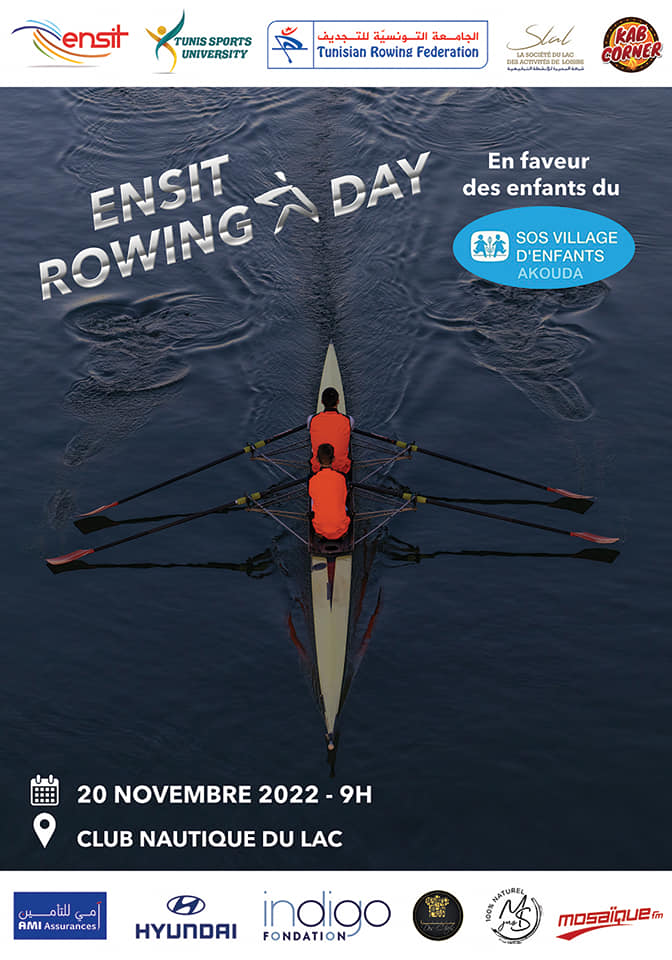 ensit
TUNIS SPORTS
UNIVERSITY
الجامعة التونسيّة للتجديف
Tunisian Rowing Federation
Slal
LA SOCIÉTÉ DU LAC
DES ACTIVITÉS DE LOISIRS
KAB
CORNER
ENSIT
ROWING DAY
En faveur
des enfants du
SOS VILLAGE
D'ENFANTS
AKOUDA
20 NOVEMBRE 2022 - 9H
CLUB NAUTIQUE DU LAC
أمي للتأمين
AMI Assurances
HYUNDAI
indigo
FONDATION
100% NATUREL
mosaïque fm